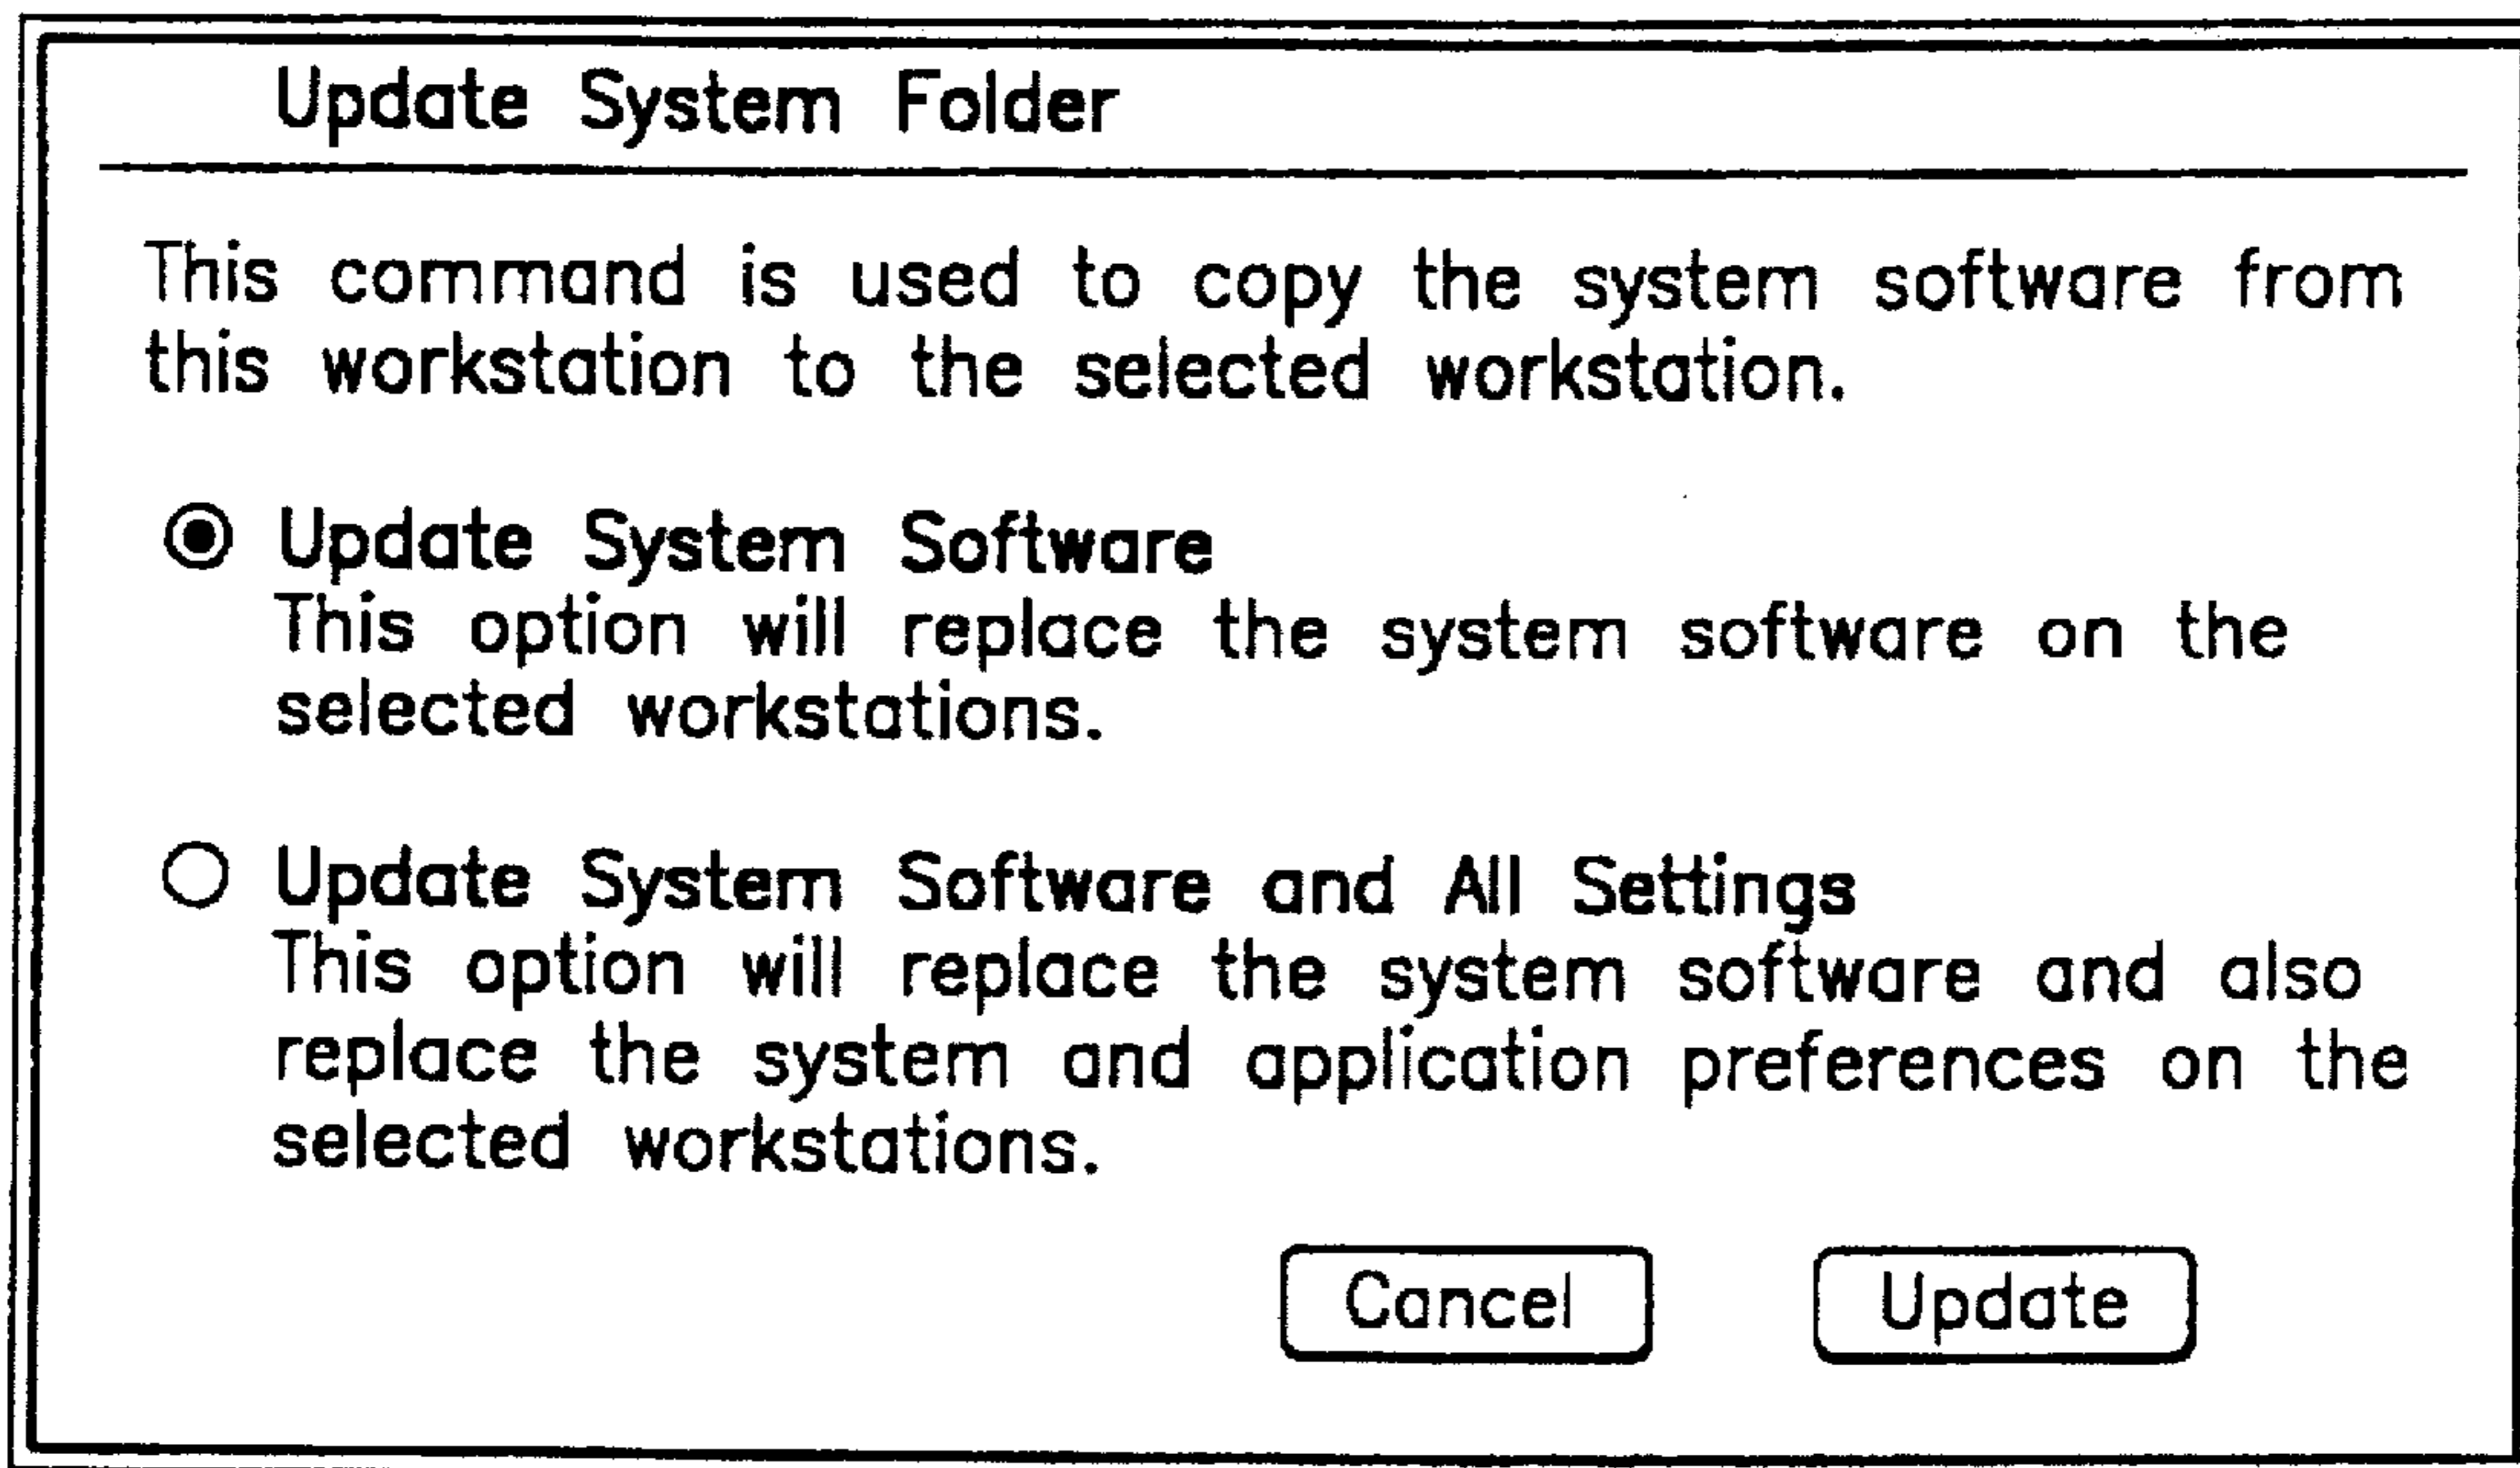 Update System Folder
This command is used to copy the system software from
this workstation to the selected workstation.
Update System Software
This option will replace the system software on the
selected workstations.
Update System Software and All Settings
This option will replace the system software and also
replace the system and application preferences on the
selected workstations.
Cancel Update